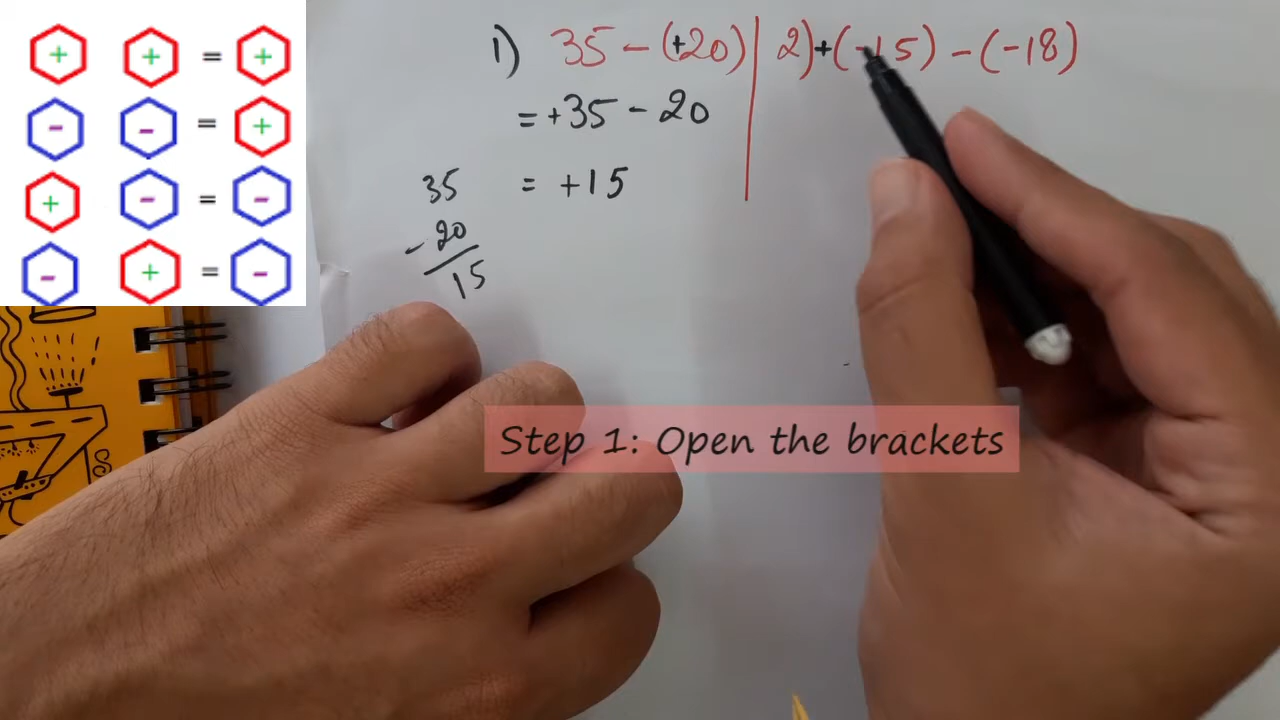 + + = +
- - = +
+ - = -
- + = -
1) 35 - (+20)
= +35 - 20
= +15
35
- 20
15
2) +(-15) - (-18)
Step 1: Open the brackets